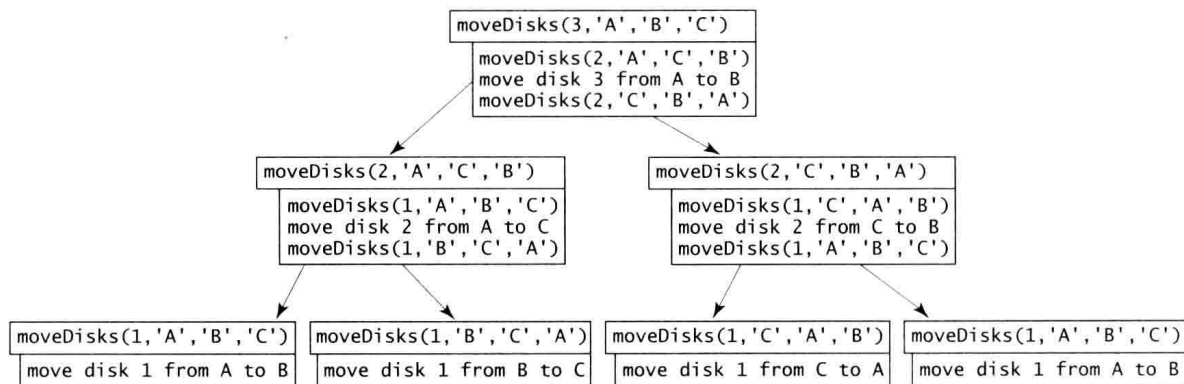 moveDisks(3,'A','B','C')
moveDisks(2,'A','C','B')
move disk 3 from A to B
moveDisks(2,'C','B','A')
moveDisks(2,'A','C','B')
moveDisks(1,'A','B','C')
move disk 2 from A to C
moveDisks(1,'B','C','A')
moveDisks(2,'C','B','A')
moveDisks(1,'C','A','B')
move disk 2 from C to B
moveDisks(1,'A','B','C')
moveDisks(1,'A','B','C')
move disk 1 from A to B
moveDisks(1,'B','C','A')
move disk 1 from B to C
moveDisks(1,'C','A','B')
move disk 1 from C to A
moveDisks(1,'A','B','C')
move disk 1 from A to B